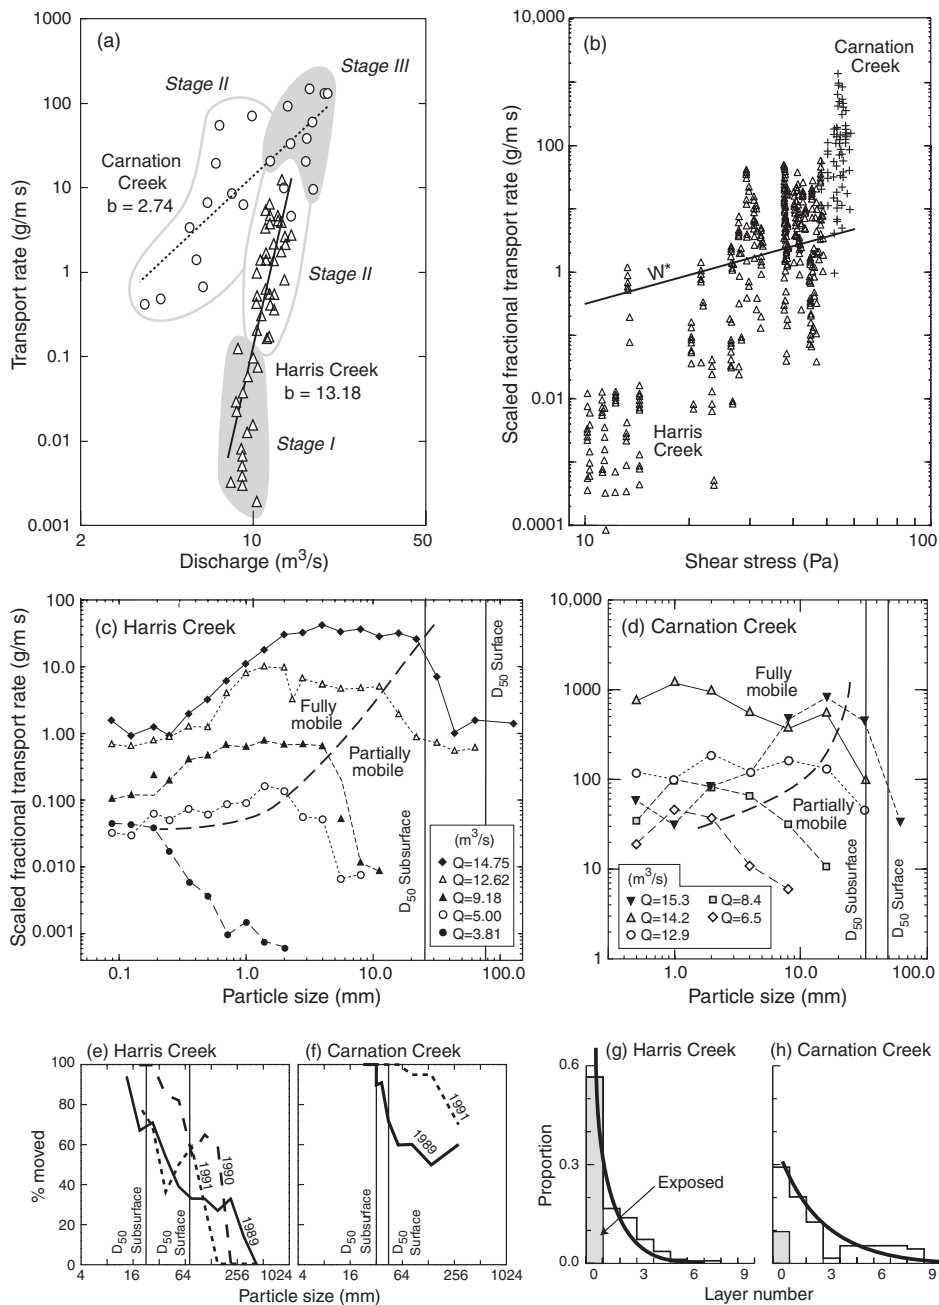 (a)
Transport rate (g/m s)
1000
100
10
1
0.1
0.01
0.001
Stage II
Stage III
Carnation
Creek
b = 2.74
Stage II
Harris Creek
b = 13.18
Stage I
2
10
50
Discharge (m³/s)
(b)
Scaled fractional transport rate (g/m s)
10,000
100
1
0.01
0.0001
Carnation
Creek
W*
Harris
Creek
10
100
Shear stress (Pa)
(c) Harris Creek
Scaled fractional transport rate (g/m s)
100
10.0
1.00
0.100
0.010
0.001
Fully
mobile
Partially
mobile
D50 Subsurface
D50 Surface
(m³/s)
Q=14.75
Q=12.62
Q=9.18
Q=5.00
Q=3.81
0.1
1.0
10.0
100.0
Particle size (mm)
(d) Carnation Creek
10,000
1000
100
10
1
Fully
mobile
Partially
mobile
D50 Subsurface
D50 Surface
(m³/s)
Q=15.3
Q=8.4
Q=14.2
Q=6.5
Q=12.9
1.0
10.0
100.0
Particle size (mm)
(e) Harris Creek
% moved
100
80
60
40
20
0
D50
Subsurface
D50
Surface
1991
1990
1989
4
16
64
256
1024
(f) Carnation Creek
D50
Subsurface
D50
Surface
1991
1989
4
16
64
256
1024
Particle size (mm)
(g) Harris Creek
Proportion
0.6
0.3
0.0
Exposed
0
3
6
9
(h) Carnation Creek
0
3
6
9
Layer number